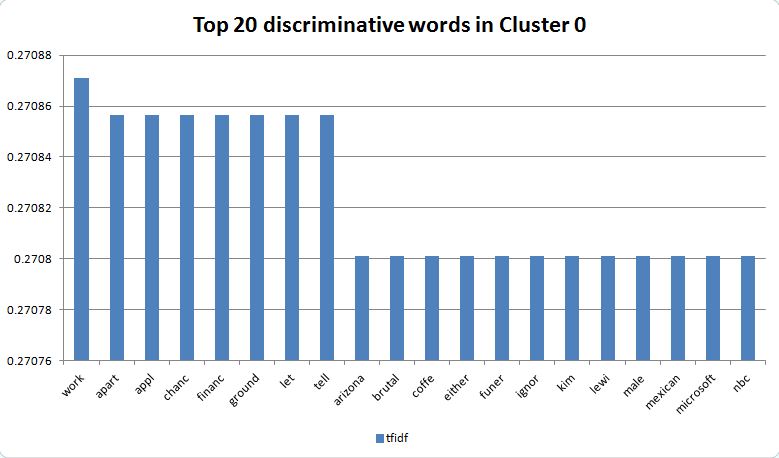 Top 20 discriminative words in Cluster 0
0.27088
0.27086
0.27084
0.27082
0.2708
0.27078
0.27076
work
apart
appl
chanc
financ
ground
let
tell
arizona
brutal
coffe
either
funer
ignor
kim
lewi
male
mexican
microsoft
nbc
tfidf